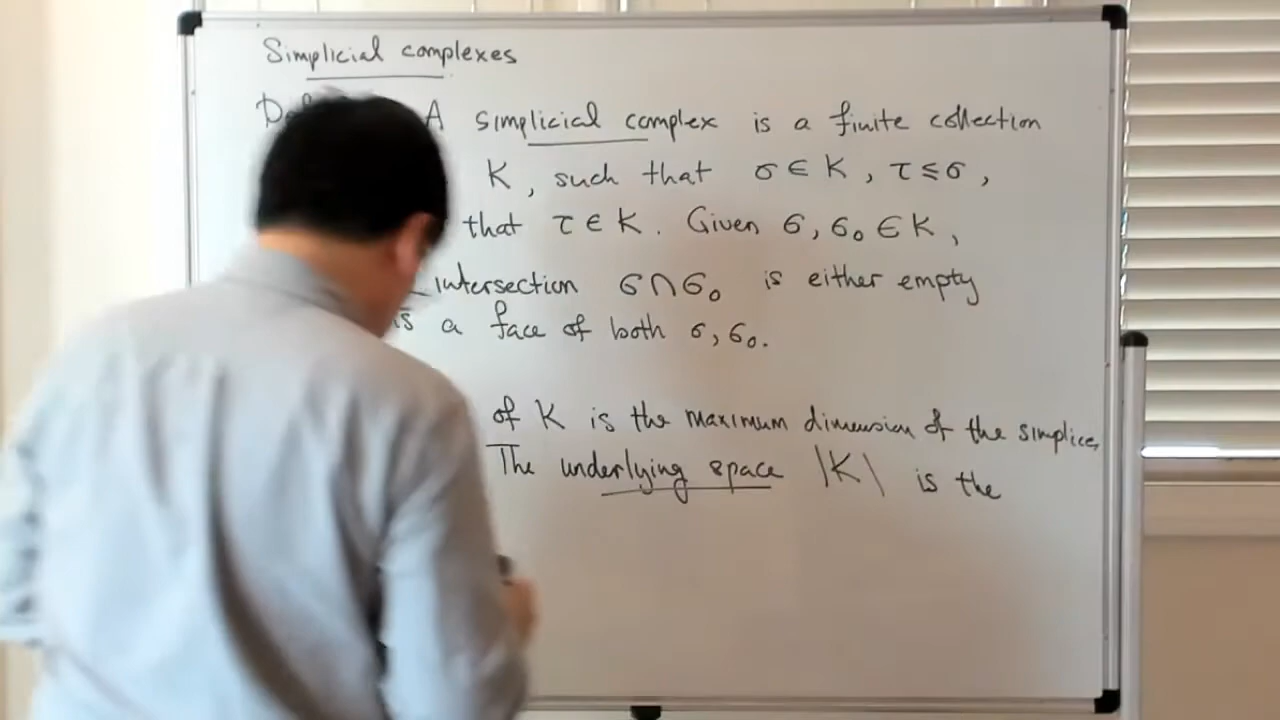 Simplicial complexes
A simplicial complex is a finite collection
K, such that σ ∈ K, τ ≤ σ,
that τ ∈ K. Given σ, σ₀ ∈ K,
intersection σ ∩ σ₀ is either empty
is a face of both σ, σ₀.
of K is the maximum dimension of the simplices
The underlying space |K| is the